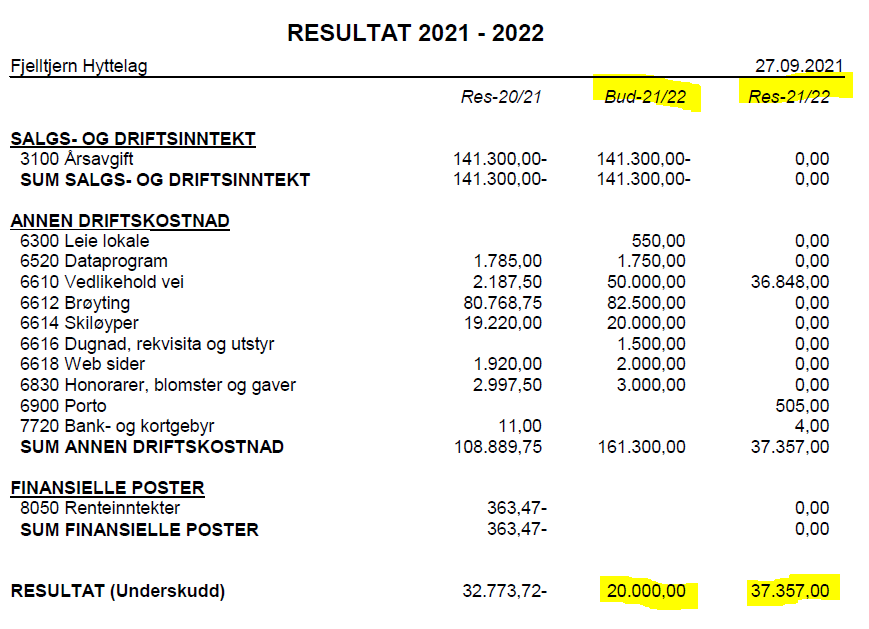 RESULTAT 2021 - 2022
Fjelltjern Hyttelag 27.09.2021
Res-20/21 Bud-21/22 Res-21/22
SALGS- OG DRIFTSINNTEKT
3100 Årsavgift 141.300,00- 141.300,00- 0,00
SUM SALGS- OG DRIFTSINNTEKT 141.300,00- 141.300,00- 0,00
ANNEN DRIFTSKOSTNAD
6300 Leie lokale 550,00 0,00
6520 Dataprogram 1.785,00 1.750,00 0,00
6610 Vedlikehold vei 2.187,50 50.000,00 36.848,00
6612 Brøyting 80.768,75 82.500,00 0,00
6614 Skiløyper 19.220,00 20.000,00 0,00
6616 Dugnad, rekvisita og utstyr 1.500,00 0,00
6618 Web sider 1.920,00 2.000,00 0,00
6830 Honorarer, blomster og gaver 2.997,50 3.000,00 0,00
6900 Porto 505,00
7720 Bank- og kortgebyr 11,00 4,00
SUM ANNEN DRIFTSKOSTNAD 108.889,75 161.300,00 37.357,00
FINANSIELLE POSTER
8050 Renteinntekter 363,47- 0,00
SUM FINANSIELLE POSTER 363,47- 0,00
RESULTAT (Underskudd) 32.773,72- 20.000,00 37.357,00